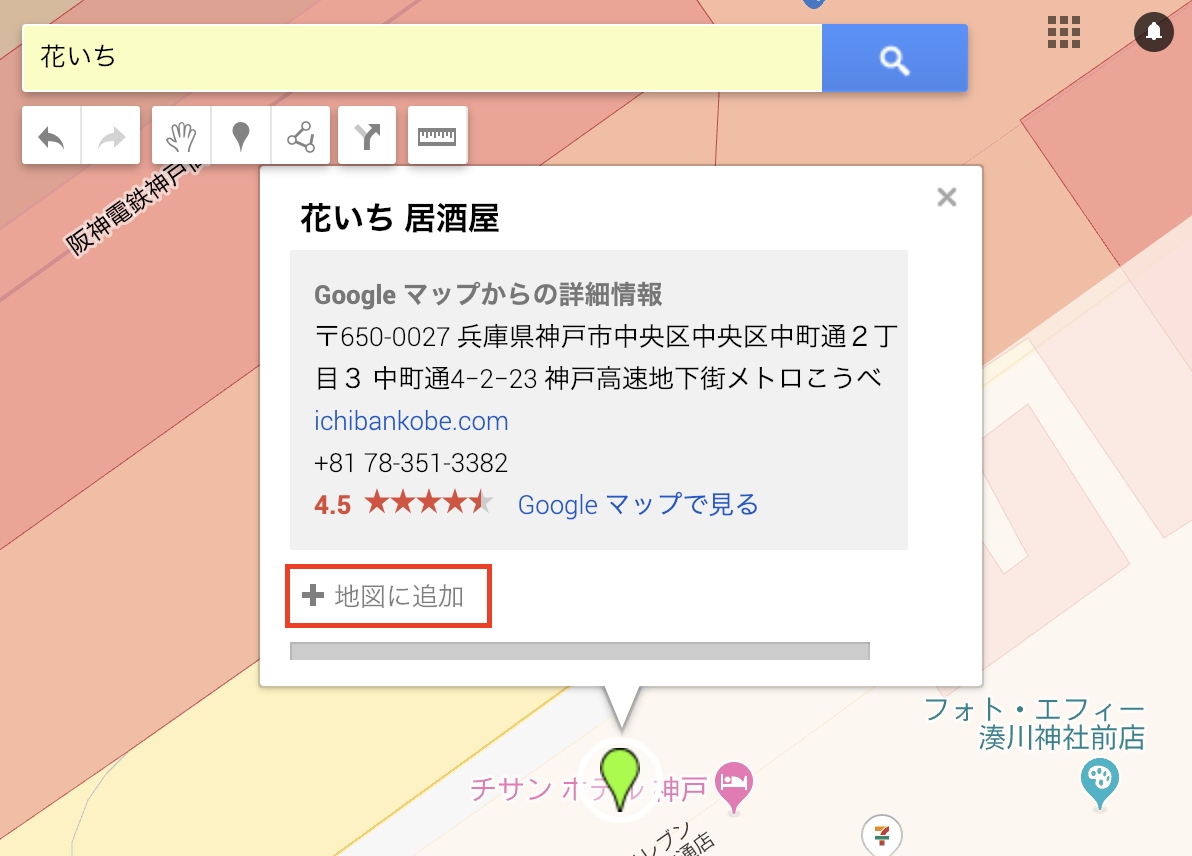 花いち
阪神電鉄神戸
花いち 居酒屋
Google マップからの詳細情報
〒650-0027 兵庫県神戸市中央区中央区中町通２丁
目３ 中町通4−2−23 神戸高速地下街メトロこうべ
ichibankobe.com
+81 78-351-3382
4.5 ★★★★★ Google マップで見る
+ 地図に追加
フォト・エフィー
湊川神社前店
チサン ホテル 神戸
レブン
通店
7